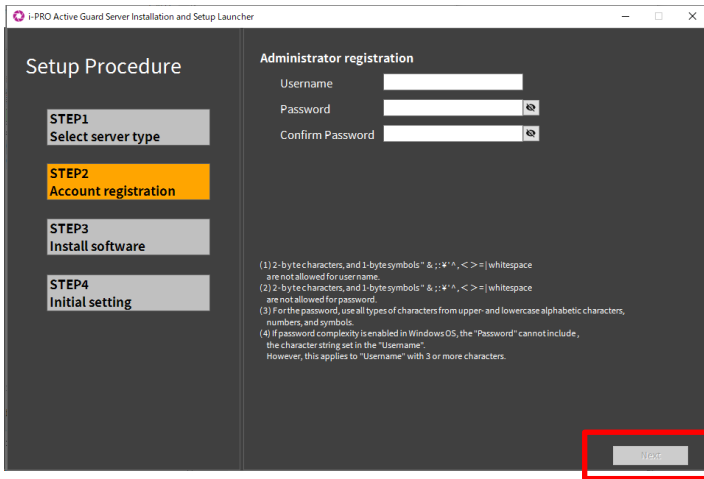 i-PRO Active Guard Server Installation and Setup Launcher
Setup Procedure
STEP1
Select server type
STEP2
Account registration
STEP3
Install software
STEP4
Initial setting
Administrator registration
Username
Password
Confirm Password
(1) 2-byte characters, and 1-byte symbols " & ; : ¥ ' ^ , < > = | whitespace
are not allowed for user name.
(2) 2-byte characters, and 1-byte symbols " & ; : ¥ ' ^ , < > = | whitespace
are not allowed for password.
(3) For the password, use all types of characters from upper- and lowercase alphabetic characters,
numbers, and symbols.
(4) If password complexity is enabled in Windows OS, the "Password" cannot include ,
the character string set in the "Username".
However, this applies to "Username" with 3 or more characters.
Next